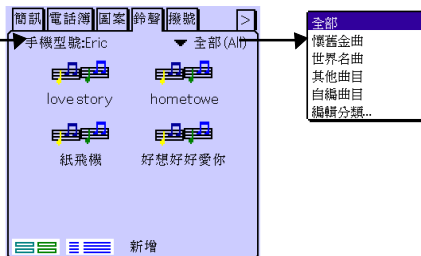 簡訊 電話簿 圖案 鈴聲 撥號 >
手機型號:Eric ▼ 全部(All)
love story hometowe
紙飛機 好想好好愛你
新增
全部
懷舊金曲
世界名曲
其他曲目
自編曲目
編輯分類...